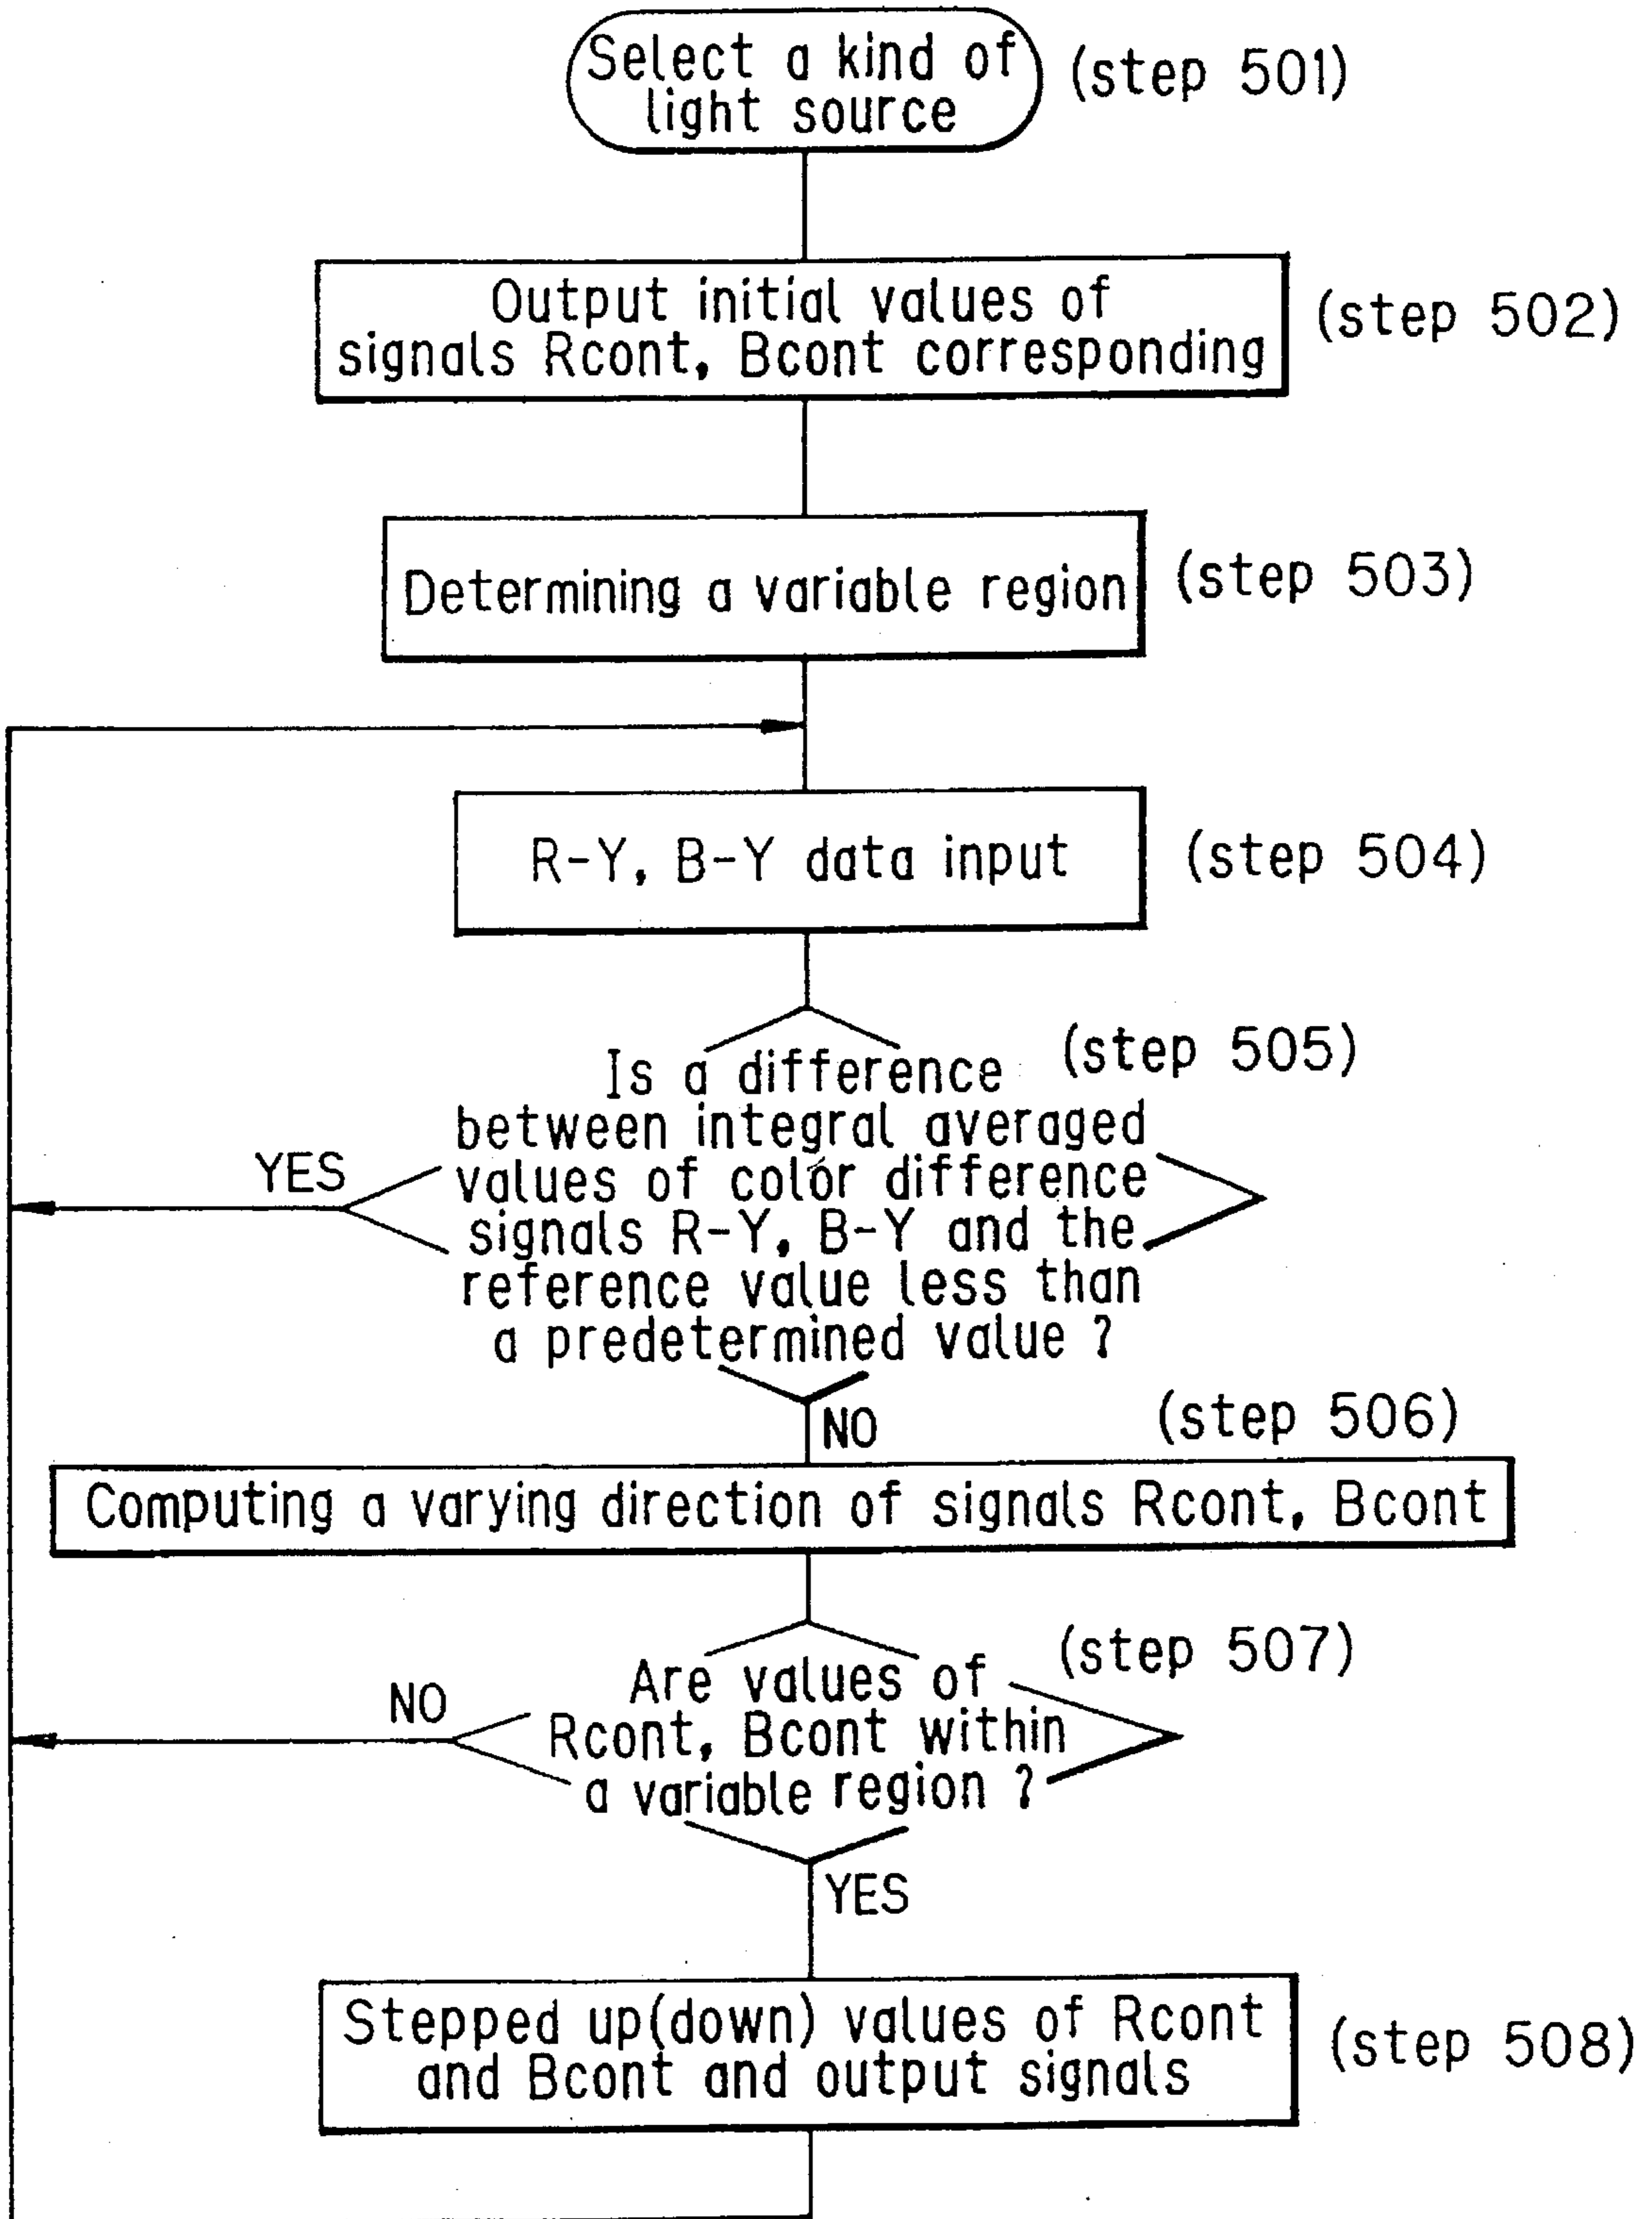 Select a kind of
light source
(step 501)
Output initial values of
signals Rcont, Bcont corresponding
(step 502)
Determining a variable region
(step 503)
R-Y, B-Y data input
(step 504)
Is a difference
(step 505)
between integral averaged
values of color difference
signals R-Y, B-Y and the
reference value less than
a predetermined value ?
YES
NO
(step 506)
Computing a varying direction of signals Rcont, Bcont
Are values of
(step 507)
Rcont, Bcont within
a variable region ?
NO
YES
Stepped up(down) values of Rcont
and Bcont and output signals
(step 508)